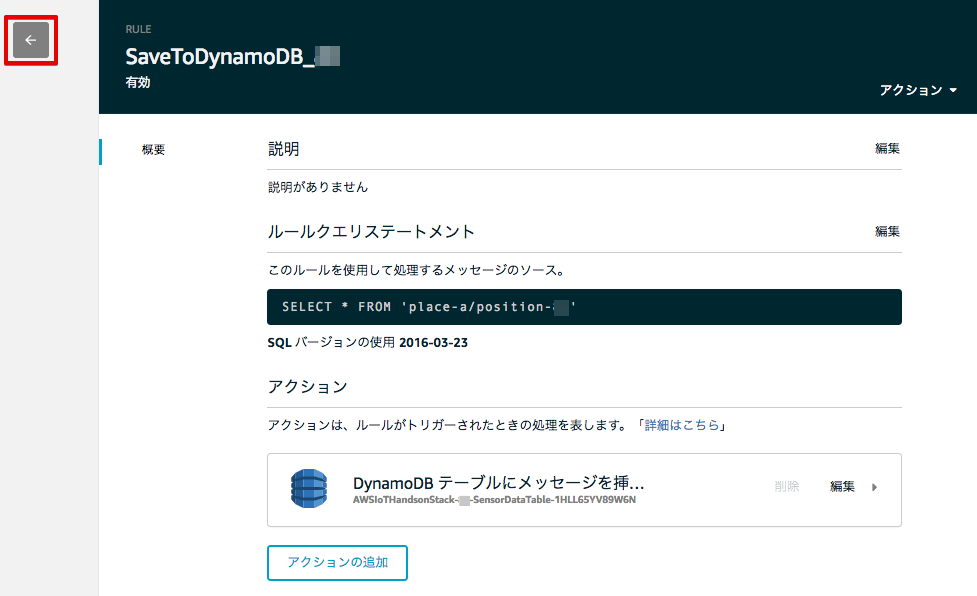 RULE
SaveToDynamoDB_
有効
アクション
概要
説明
編集
説明がありません
ルールクエリステートメント
編集
このルールを使用して処理するメッセージのソース。
SELECT * FROM 'place-a/position- '
SQL バージョンの使用 2016-03-23
アクション
アクションは、ルールがトリガーされたときの処理を表します。「詳細はこちら」
DynamoDB テーブルにメッセージを挿...
削除
編集
AWSIoTHandsonStack- -SensorDataTable-1HLL65YV89W6N
アクションの追加